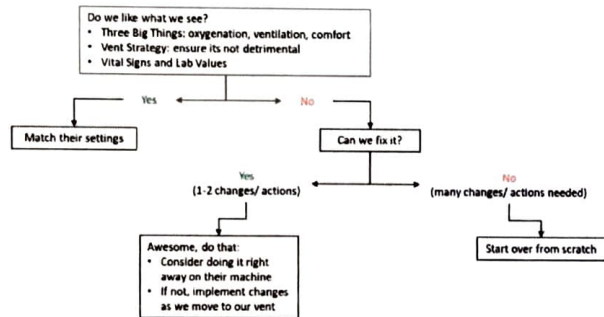 Do we like what we see?
• Three Big Things: oxygenation, ventilation, comfort
• Vent Strategy: ensure its not detrimental
• Vital Signs and Lab Values
Yes
No
Match their settings
Can we fix it?
Yes
(1-2 changes/ actions)
No
(many changes/ actions needed)
Awesome, do that:
• Consider doing it right
away on their machine
• If not, implement changes
as we move to our vent
Start over from scratch